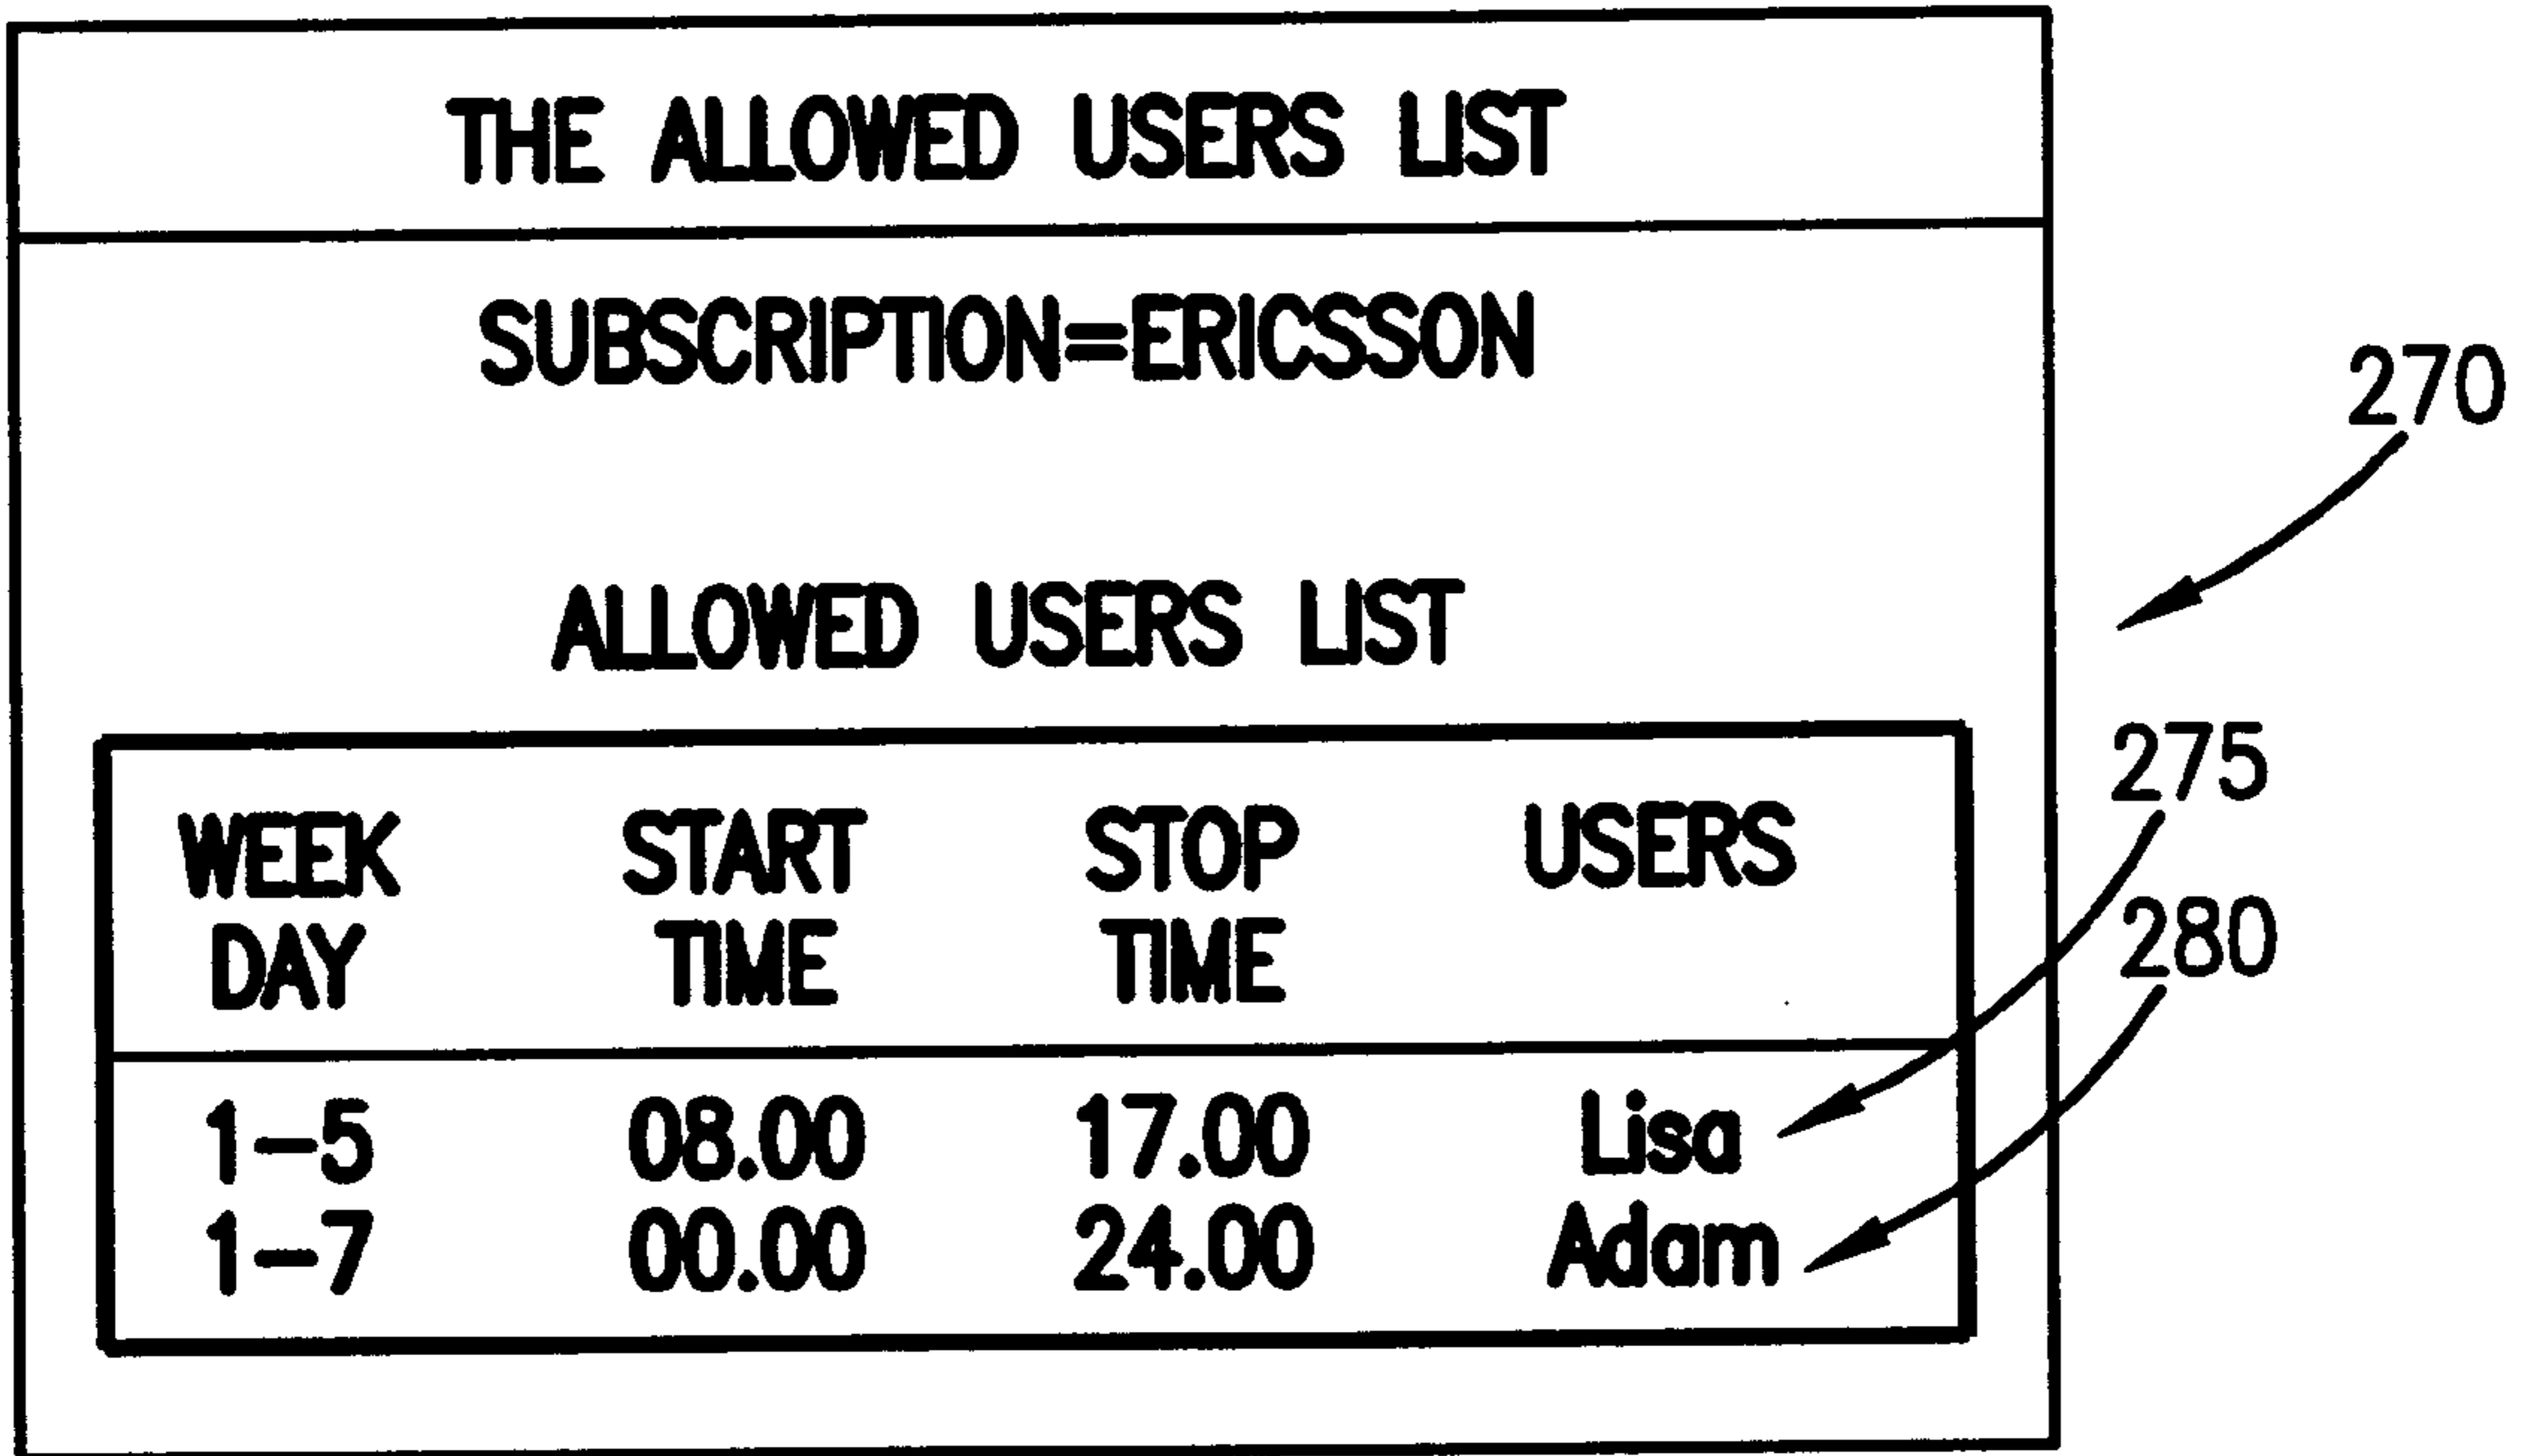 THE ALLOWED USERS LIST
SUBSCRIPTION=ERICSSON
270
ALLOWED USERS LIST
275
WEEK DAY START TIME STOP TIME USERS
280
1-5 08.00 17.00 Lisa
1-7 00.00 24.00 Adam